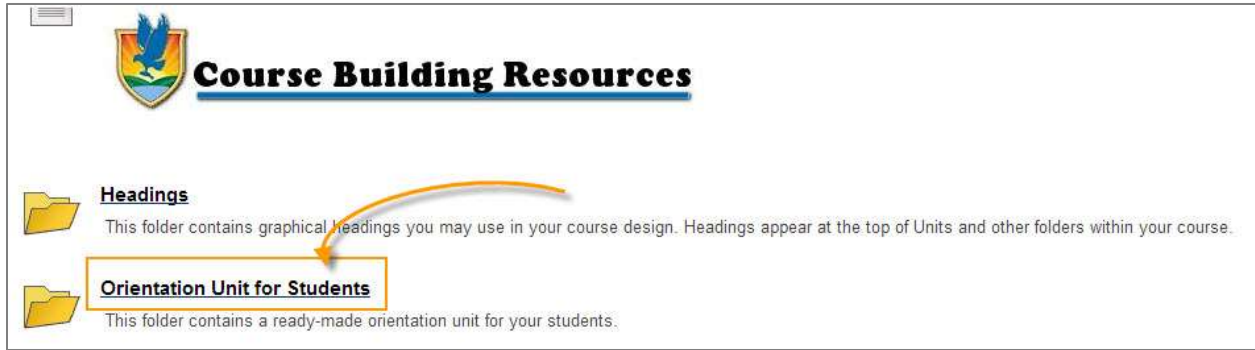 Course Building Resources
Headings
This folder contains graphical headings you may use in your course design. Headings appear at the top of Units and other folders within your course.
Orientation Unit for Students
This folder contains a ready-made orientation unit for your students.